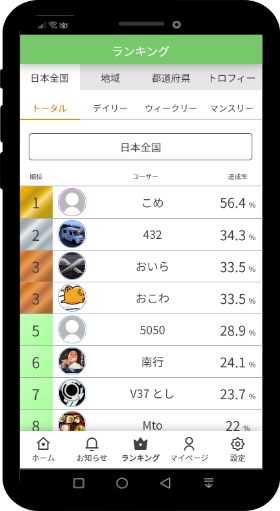 ランキング
日本全国 地域 都道府県 トロフィー
トータル デイリー ウィークリー マンスリー
日本全国
順位 ユーザー 達成率
1 こめ 56.4 %
2 432 34.3 %
3 おいら 33.5 %
3 おこわ 33.5 %
5 5050 28.9 %
6 南行 24.1 %
7 V37 とし 23.7 %
8 Mto 22 %
ホーム お知らせ ランキング マイページ 設定